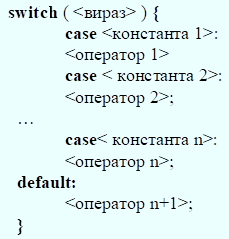 switch ( <вираз> ) {
case <константа 1>:
<оператор 1>
case < константа 2>:
<оператор 2>;
…
case< константа n>:
<оператор n>;
default:
<оператор n+1>;
}